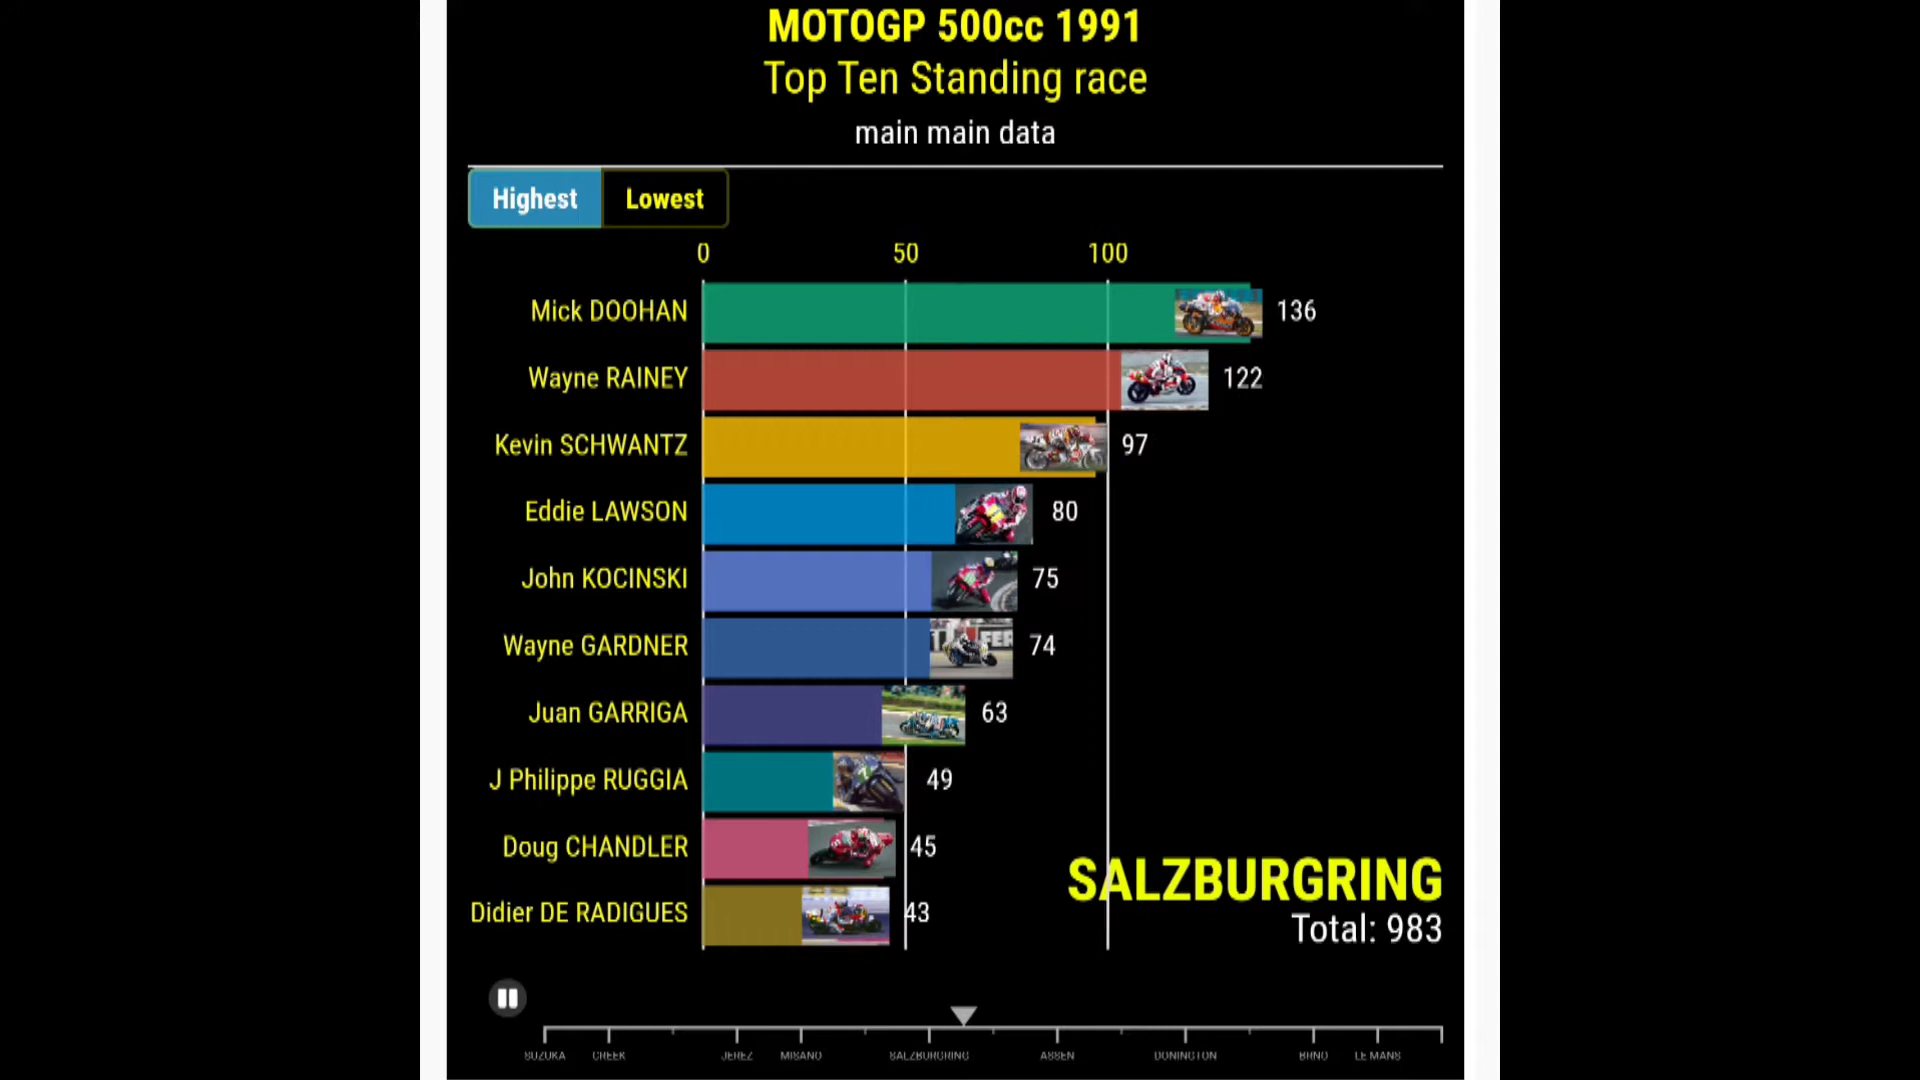 MOTOGP 500cc 1991
Top Ten Standing race
main main data
Highest Lowest
0 50 100
Mick DOOHAN 136
Wayne RAINEY 122
Kevin SCHWANTZ 97
Eddie LAWSON 80
John KOCINSKI 75
Wayne GARDNER 74
Juan GARRIGA 63
J Philippe RUGGIA 49
Doug CHANDLER 45
Didier DE RADIGUES 43
SALZBURGRING
Total: 983
SUZUKA CREEK JEREZ MISANO SALZBURGRING ASSEN DONINGTON BRNO LE MANS